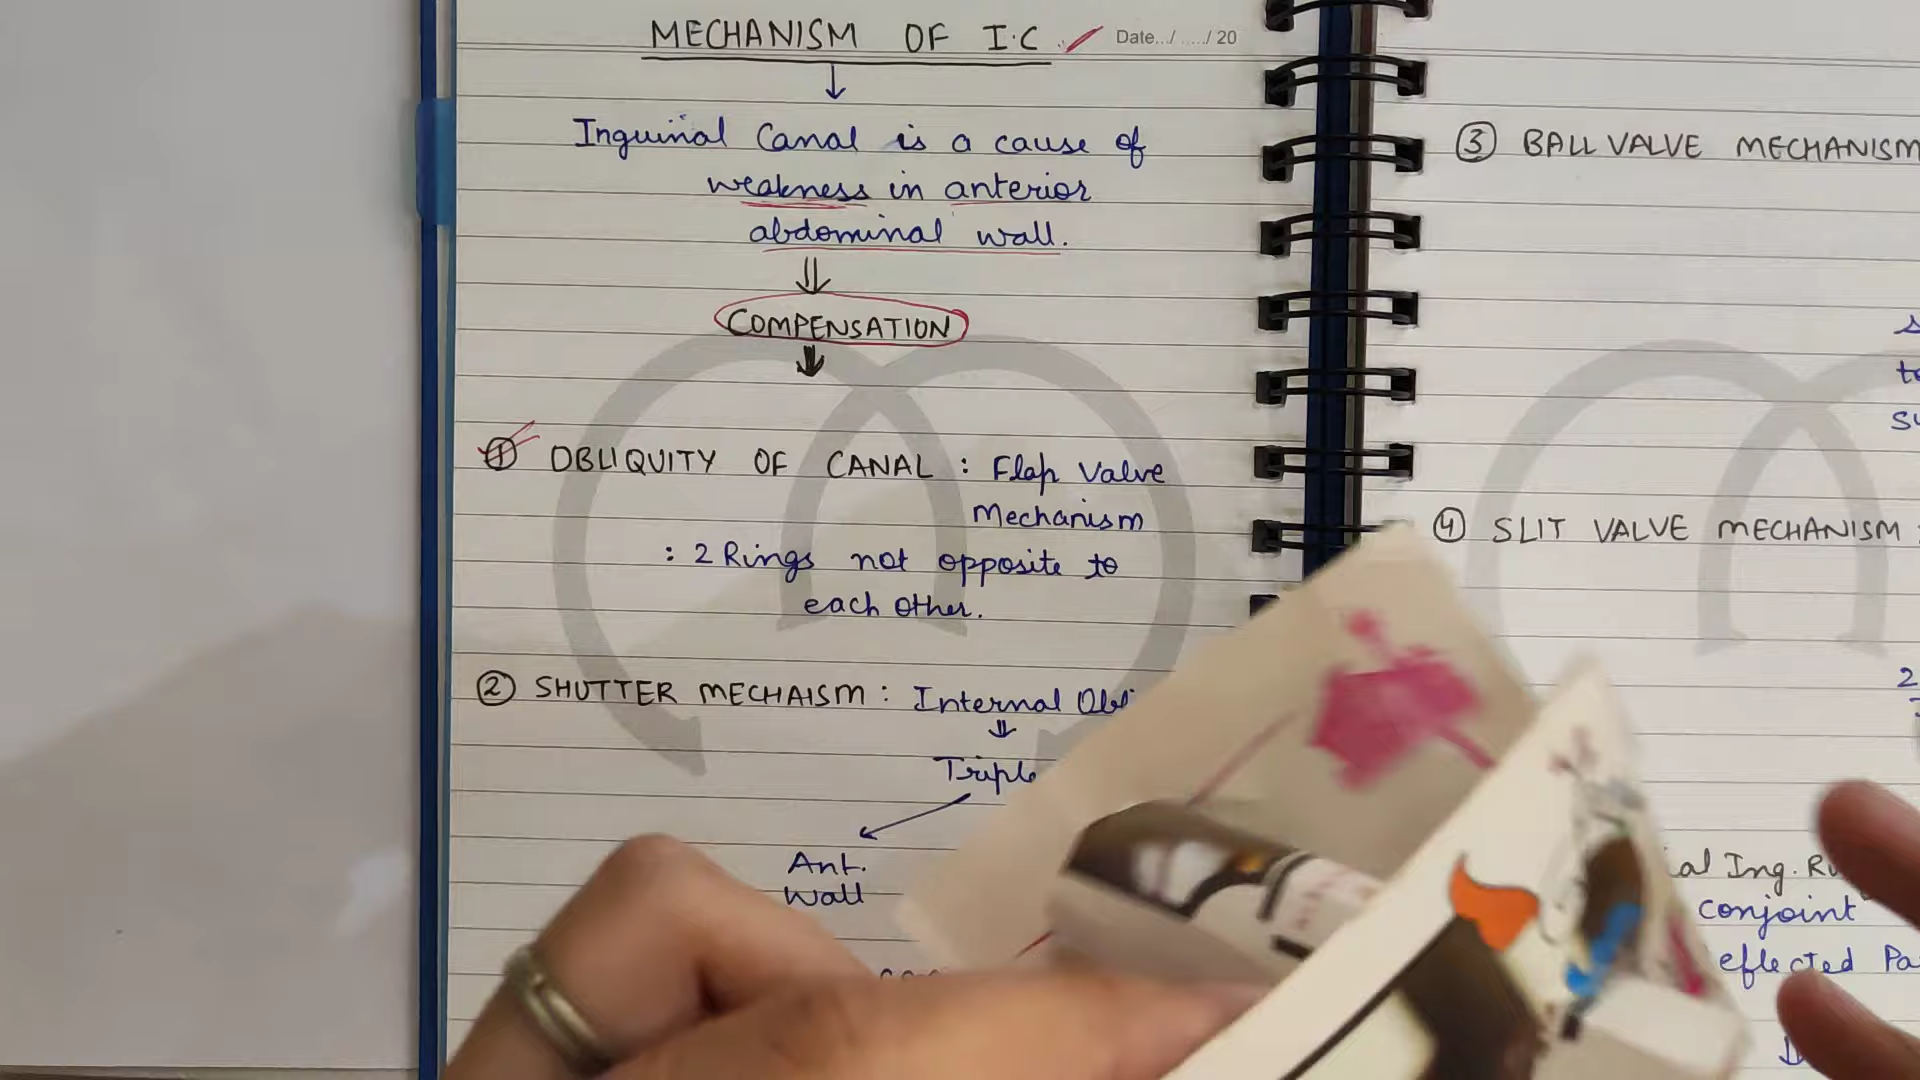 MECHANISM OF I.C
Date.../...../20
Inguinal Canal is a cause of
weakness in anterior
abdominal wall.
COMPENSATION
① OBLIQUITY OF CANAL : Flap Valve
Mechanism
: 2 Rings not opposite to
each other.
② SHUTTER MECHAISM : Internal
Triple
Ant.
Wall
③ BALL VALVE MECHANISM
④ SLIT VALVE MECHANISM :
2
Ing.
conjoint